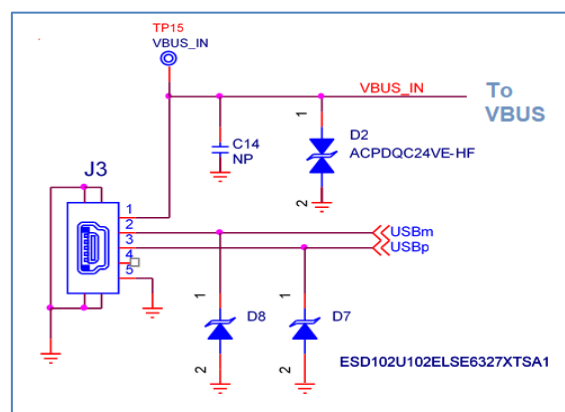 TP15
VBUS_IN
VBUS_IN
To
VBUS
1
C14
NP
D2
ACPDQC24VE-HF
2
J3
1
2
3
4
5
USBm
USBp
1
D8
2
1
D7
2
ESD102U102ELSE6327XTSA1